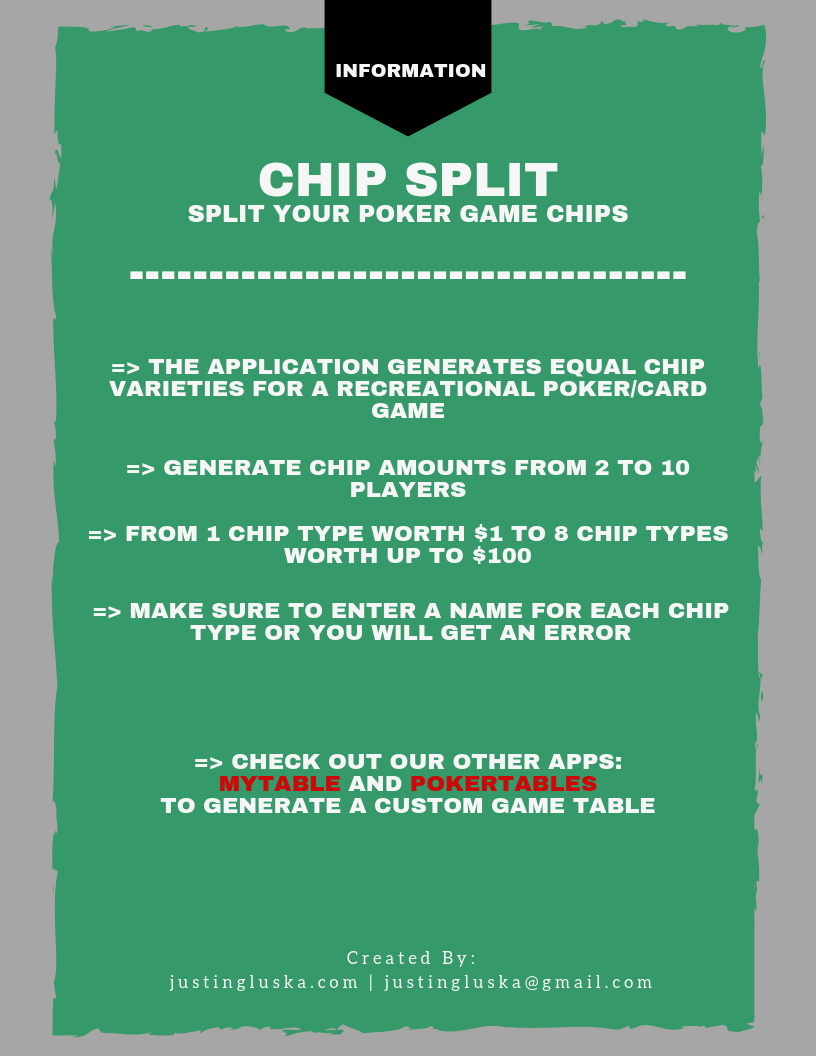 INFORMATION
CHIP SPLIT
SPLIT YOUR POKER GAME CHIPS
-----------------------------------
=> THE APPLICATION GENERATES EQUAL CHIP
VARIETIES FOR A RECREATIONAL POKER/CARD
GAME
=> GENERATE CHIP AMOUNTS FROM 2 TO 10
PLAYERS
=> FROM 1 CHIP TYPE WORTH $1 TO 8 CHIP TYPES
WORTH UP TO $100
=> MAKE SURE TO ENTER A NAME FOR EACH CHIP
TYPE OR YOU WILL GET AN ERROR
=> CHECK OUT OUR OTHER APPS:
MYTABLE AND POKERTABLES
TO GENERATE A CUSTOM GAME TABLE
Created By:
justingluska.com | justingluska@gmail.com